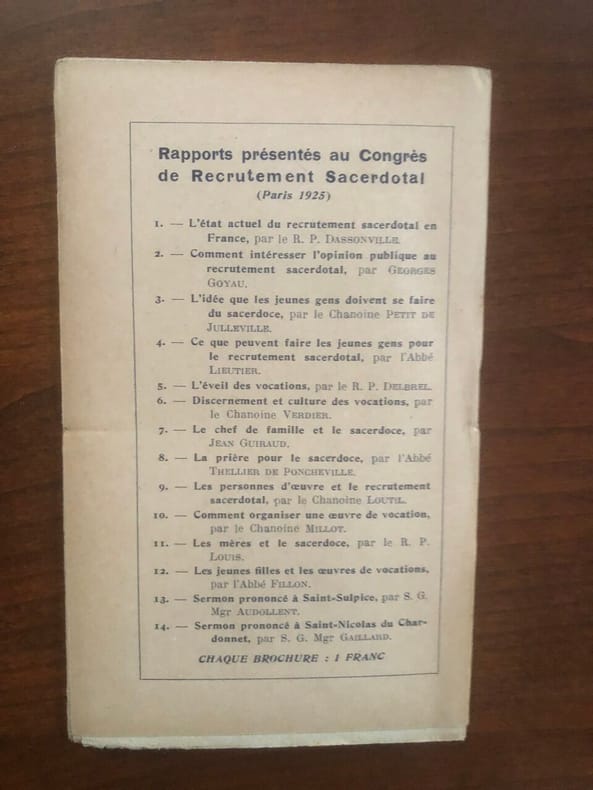 Rapports présentés au Congrès
de Recrutement Sacerdotal
(Paris 1925)
1. — L'état actuel du recrutement sacerdotal en
France, par le R. P. DASSONVILLE.
2. — Comment intéresser l'opinion publique au
recrutement sacerdotal, par GEORGES
GOYAU.
3. — L'idée que les jeunes gens doivent se faire
du sacerdoce, par le Chanoine PETIT DE
JULLEVILLE.
4. — Ce que peuvent faire les jeunes gens pour
le recrutement sacerdotal, par l'Abbé
LIEUTIER.
5. — L'éveil des vocations, par le R. P. DELBREL.
6. — Discernement et culture des vocations, par
le Chanoine VERDIER.
7. — Le chef de famille et le sacerdoce, par
JEAN GUIRAUD.
8. — La prière pour le sacerdoce, par l'Abbé
THELLIER DE PONCHEVILLE.
9. — Les personnes d'œuvre et le recrutement
sacerdotal, par le Chanoine LOUTIL.
10. — Comment organiser une œuvre de vocation,
par le Chanoine MILLOT.
11. — Les mères et le sacerdoce, par le R. P.
LOUIS.
12. — Les jeunes filles et les œuvres de vocations,
par l'Abbé FILLON.
13. — Sermon prononcé à Saint-Sulpice, par S. G.
Mgr AUDOLLENT.
14. — Sermon prononcé à Saint-Nicolas du Char-
donnet, par S. G. Mgr GAILLARD.
CHAQUE BROCHURE : 1 FRANC